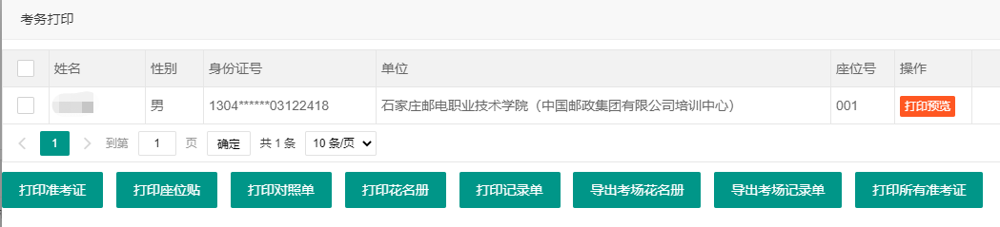 考务打印
姓名 性别 身份证号 单位 座位号 操作
男 1304******03122418 石家庄邮电职业技术学院（中国邮政集团有限公司培训中心） 001 打印预览
1 到第 1 页 确定 共 1 条 10 条/页
打印准考证 打印座位贴 打印对照单 打印花名册 打印记录单 导出考场花名册 导出考场记录单 打印所有准考证